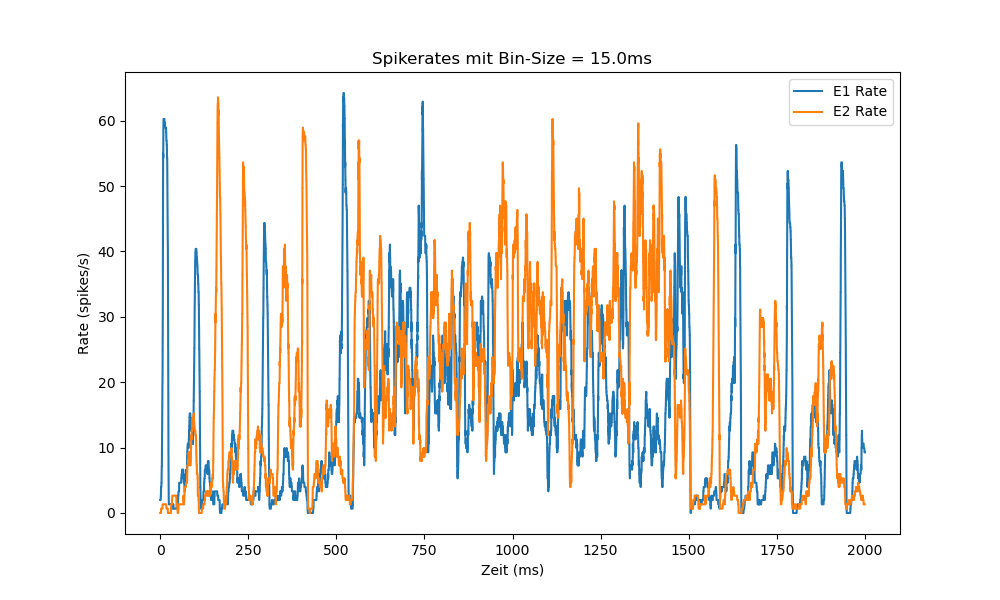 Spikerates mit Bin-Size = 15.0ms
E1 Rate
E2 Rate
Rate (spikes/s)
60
50
40
30
20
10
0
0 250 500 750 1000 1250 1500 1750 2000
Zeit (ms)